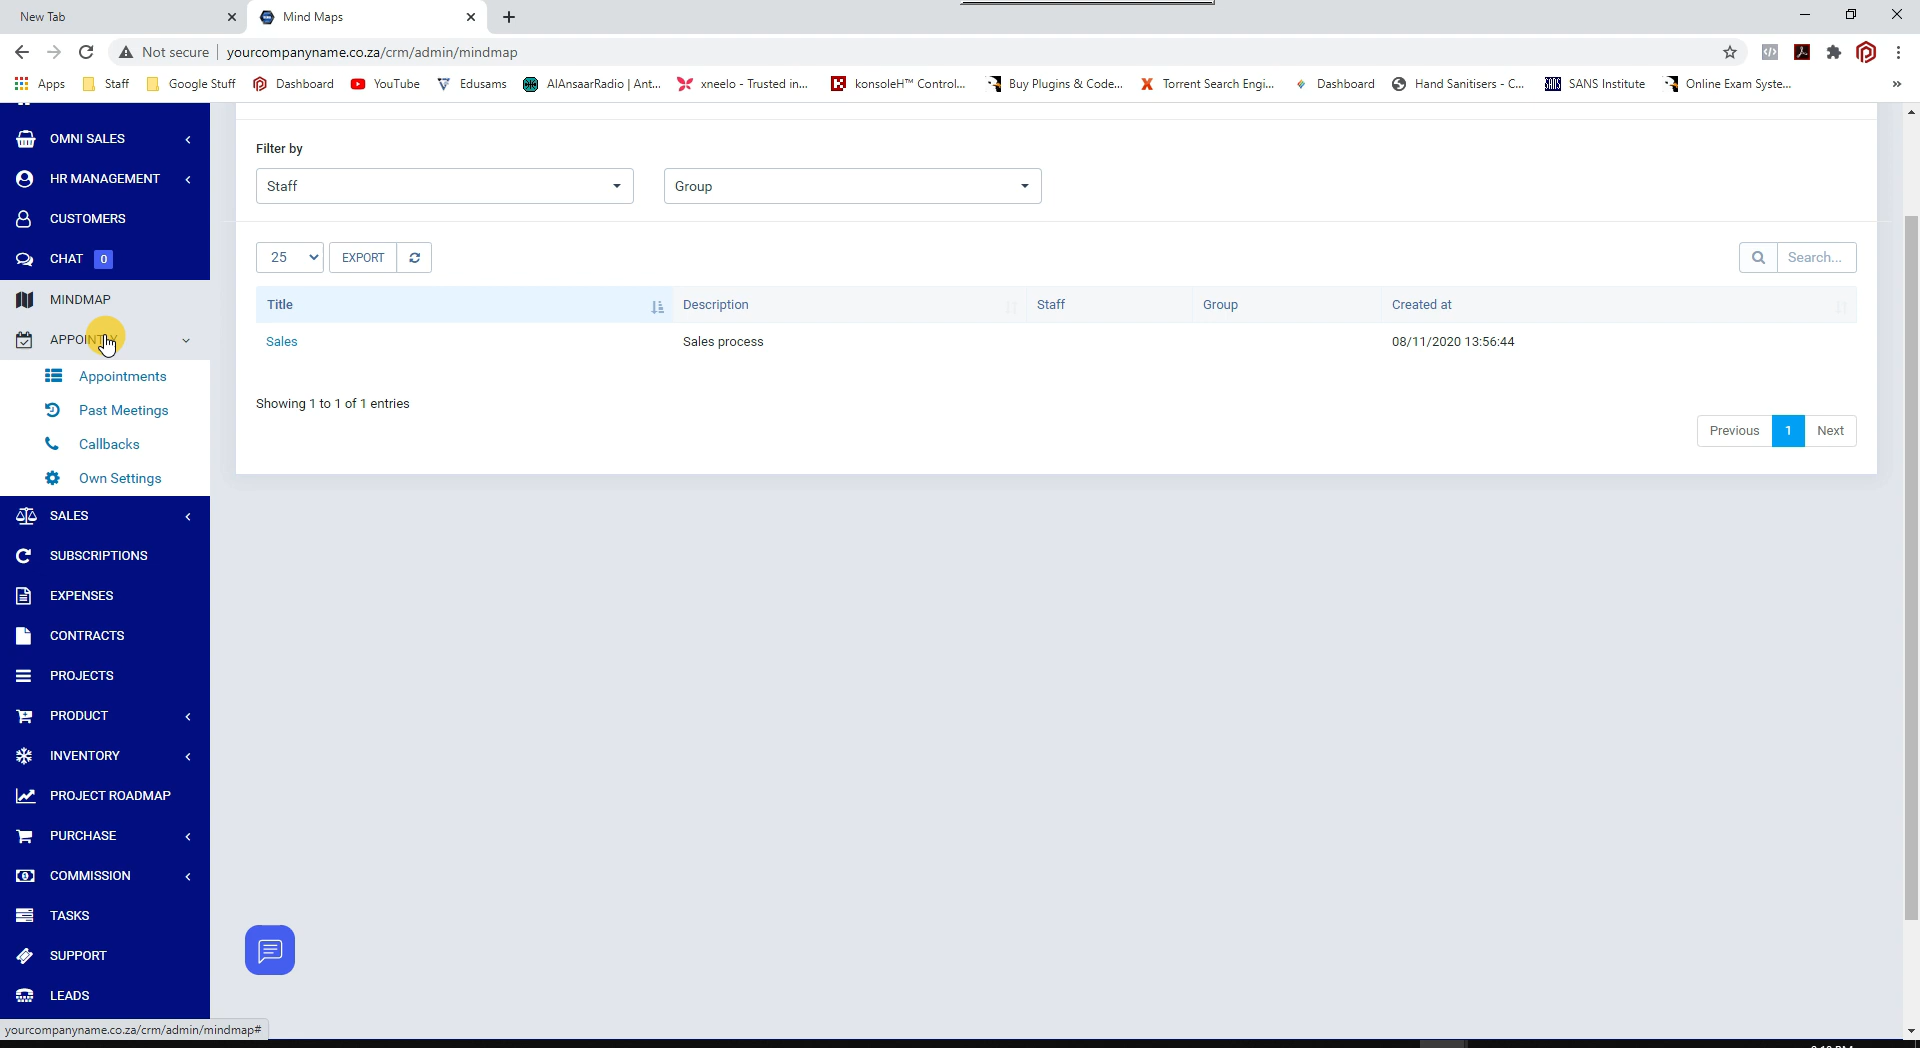 New Tab
Mind Maps
Not secure
yourcompanyname.co.za/crm/admin/mindmap
Apps
Staff
Google Stuff
Dashboard
YouTube
Edusams
AlAnsaarRadio | Ant...
xneelo - Trusted in...
konsoleH™ Control...
Buy Plugins & Code...
Torrent Search Engi...
Dashboard
Hand Sanitisers - C...
SANS Institute
Online Exam Syste...
OMNI SALES
HR MANAGEMENT
CUSTOMERS
CHAT 0
MINDMAP
Appointments
Past Meetings
Callbacks
Own Settings
SALES
SUBSCRIPTIONS
EXPENSES
CONTRACTS
PROJECTS
PRODUCT
INVENTORY
PROJECT ROADMAP
PURCHASE
COMMISSION
TASKS
SUPPORT
LEADS
yourcompanyname.co.za/crm/admin/mindmap#
Filter by
Staff
Group
25
EXPORT
Search...
Title Description Staff Group Created at
Sales Sales process 08/11/2020 13:56:44
Showing 1 to 1 of 1 entries
Previous 1 Next